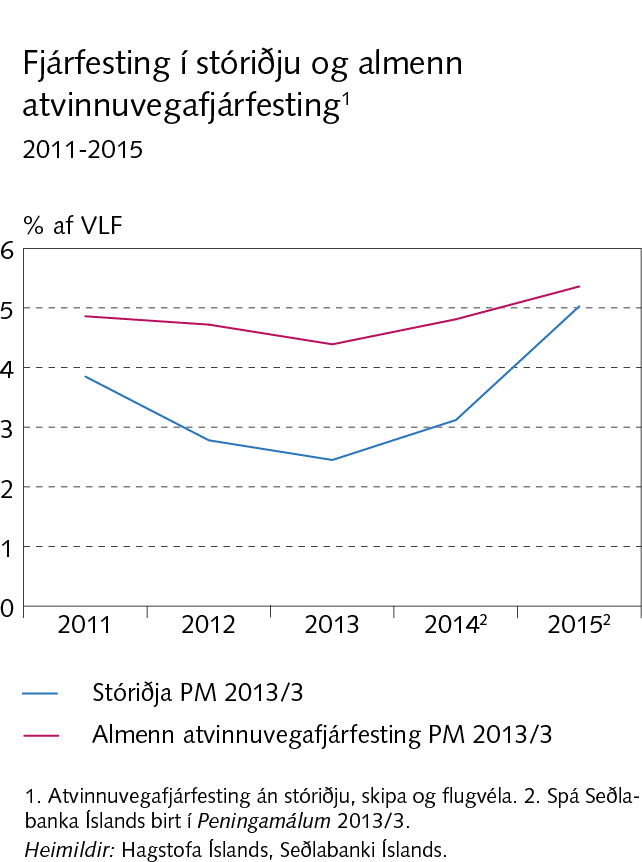 Fjárfesting í stóriðju og almenn
atvinnuvegafjárfesting¹
2011-2015
% af VLF
6
5
4
3
2
1
0
2011 2012 2013 2014² 2015²
Stóriðja PM 2013/3
Almenn atvinnuvegafjárfesting PM 2013/3
1. Atvinnuvegafjárfesting án stóriðju, skipa og flugvéla. 2. Spá Seðla-
banka Íslands birt í Peningamálum 2013/3.
Heimildir: Hagstofa Íslands, Seðlabanki Íslands.